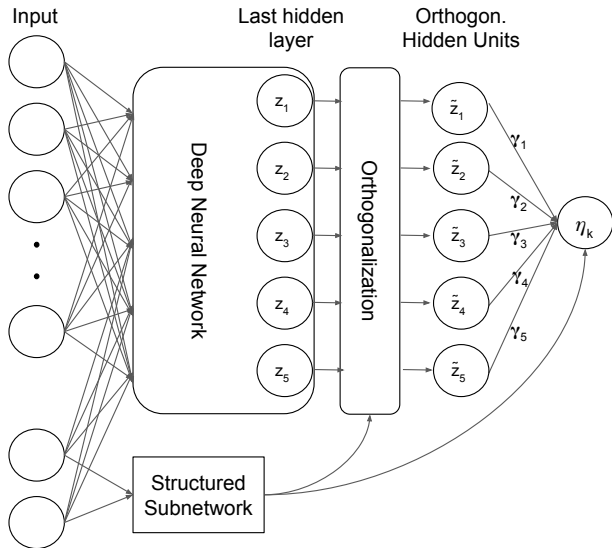 Input
Last hidden
layer
Orthogon.
Hidden Units
Deep Neural Network
Orthogonalization
z₁
z₂
z₃
z₄
z₅
z̃₁
z̃₂
z̃₃
z̃₄
z̃₅
γ₁
γ₂
γ₃
γ₄
γ₅
ηₖ
Structured
Subnetwork